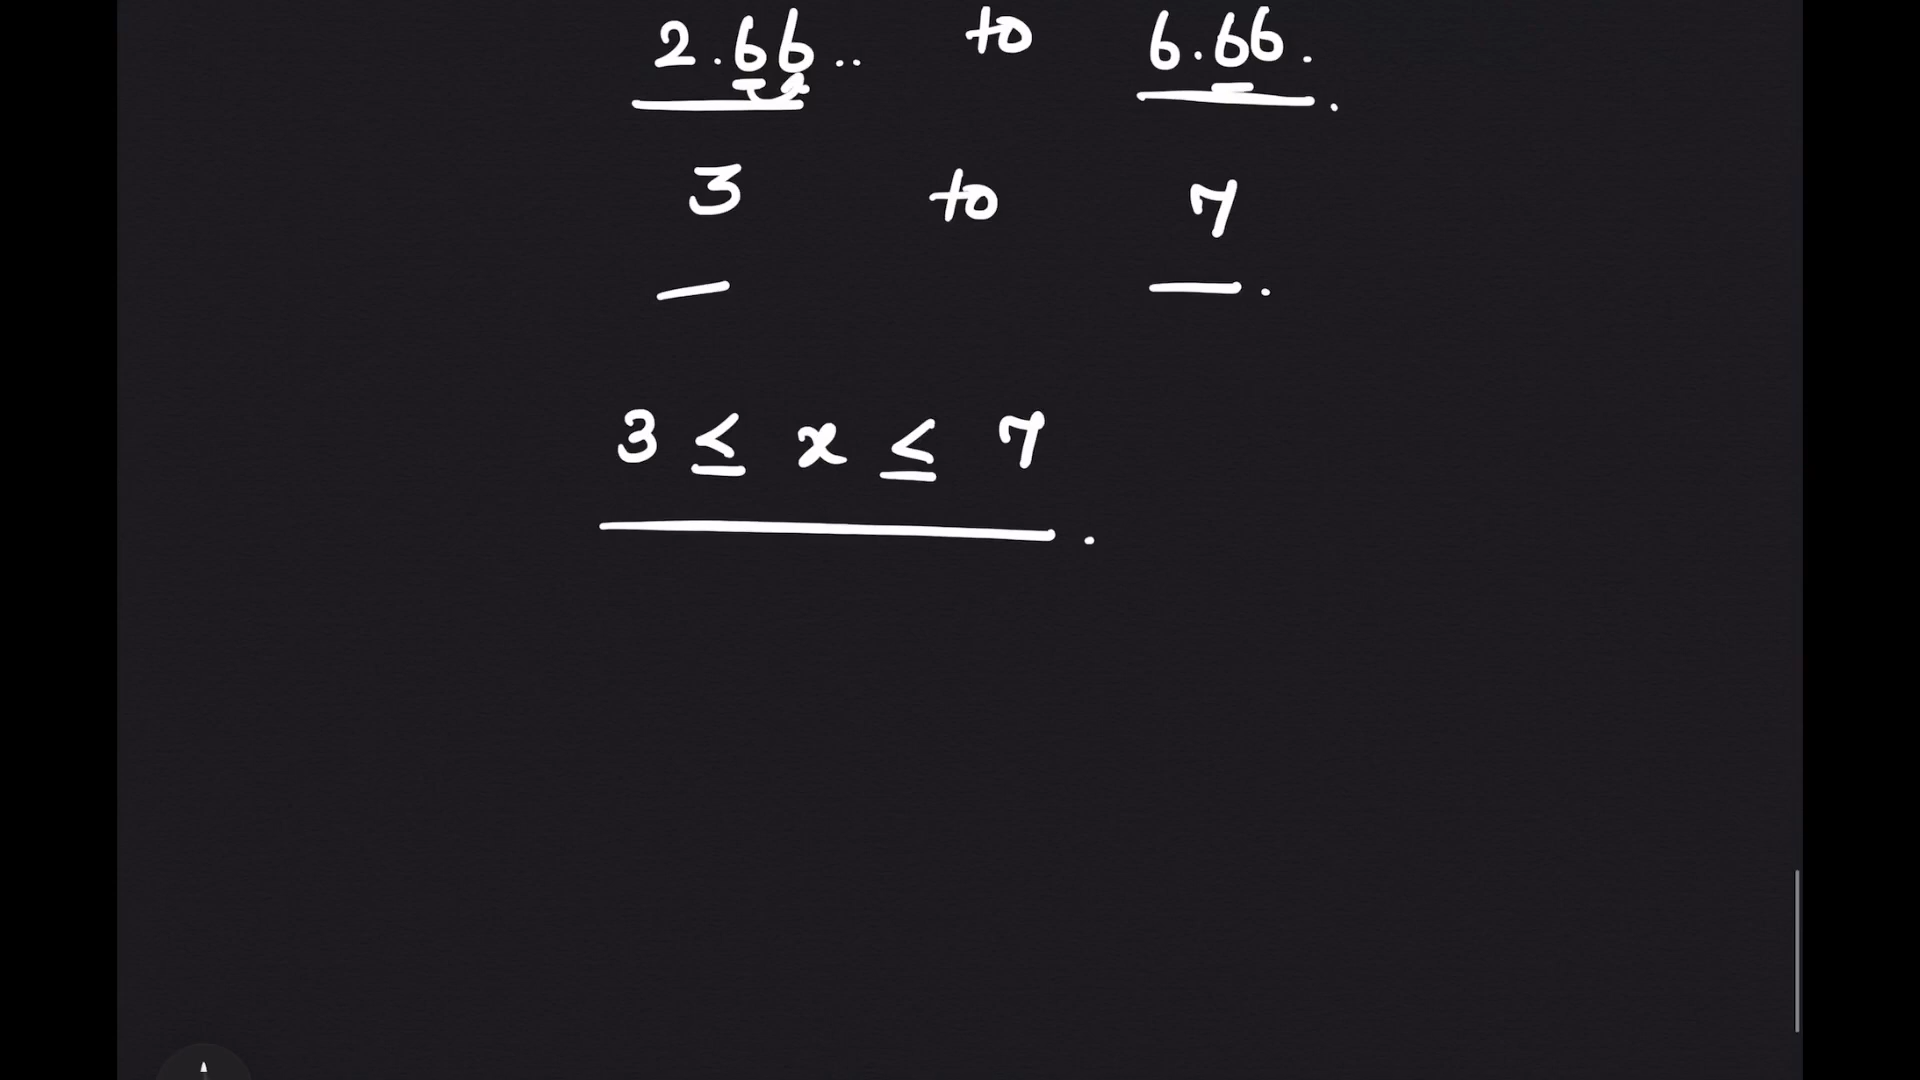 2.66.. to 6.66.
3 to 7.
3 ≤ x ≤ 7.